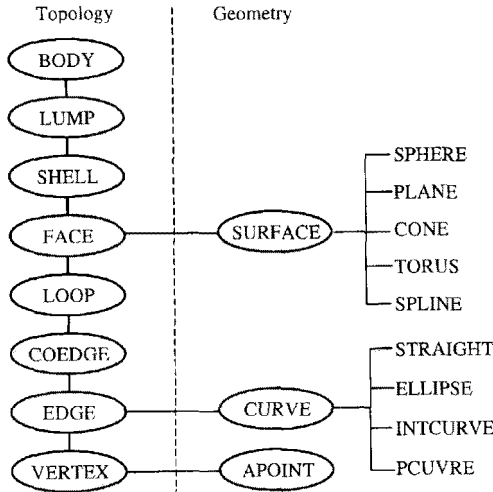 Topology Geometry
BODY
LUMP
SHELL
FACE
LOOP
COEDGE
EDGE
VERTEX
SURFACE
SPHERE
PLANE
CONE
TORUS
SPLINE
CURVE
STRAIGHT
ELLIPSE
INTCURVE
PCUVRE
APOINT